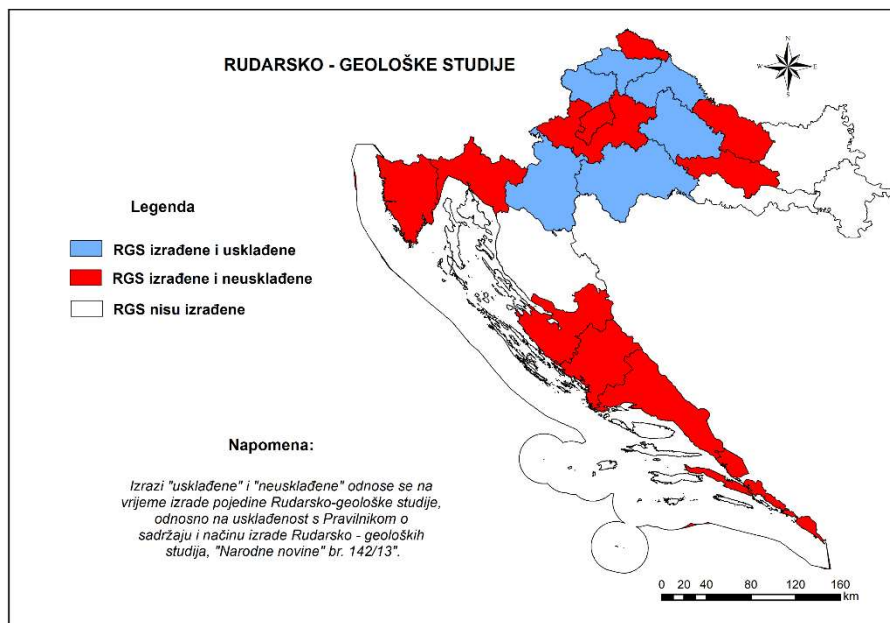 RUDARSKO - GEOLOŠKE STUDIJE
N
W
E
S
Legenda
RGS izrađene i usklađene
RGS izrađene i neusklađene
RGS nisu izrađene
Napomena:
Izrazi "usklađene" i "neusklađene" odnose se na
vrijeme izrade pojedine Rudarsko-geološke studije,
odnosno na usklađenost s Pravilnikom o
sadržaju i načinu izrade Rudarsko - geoloških
studija, "Narodne novine" br. 142/13".
0 20 40 80 120 160
km